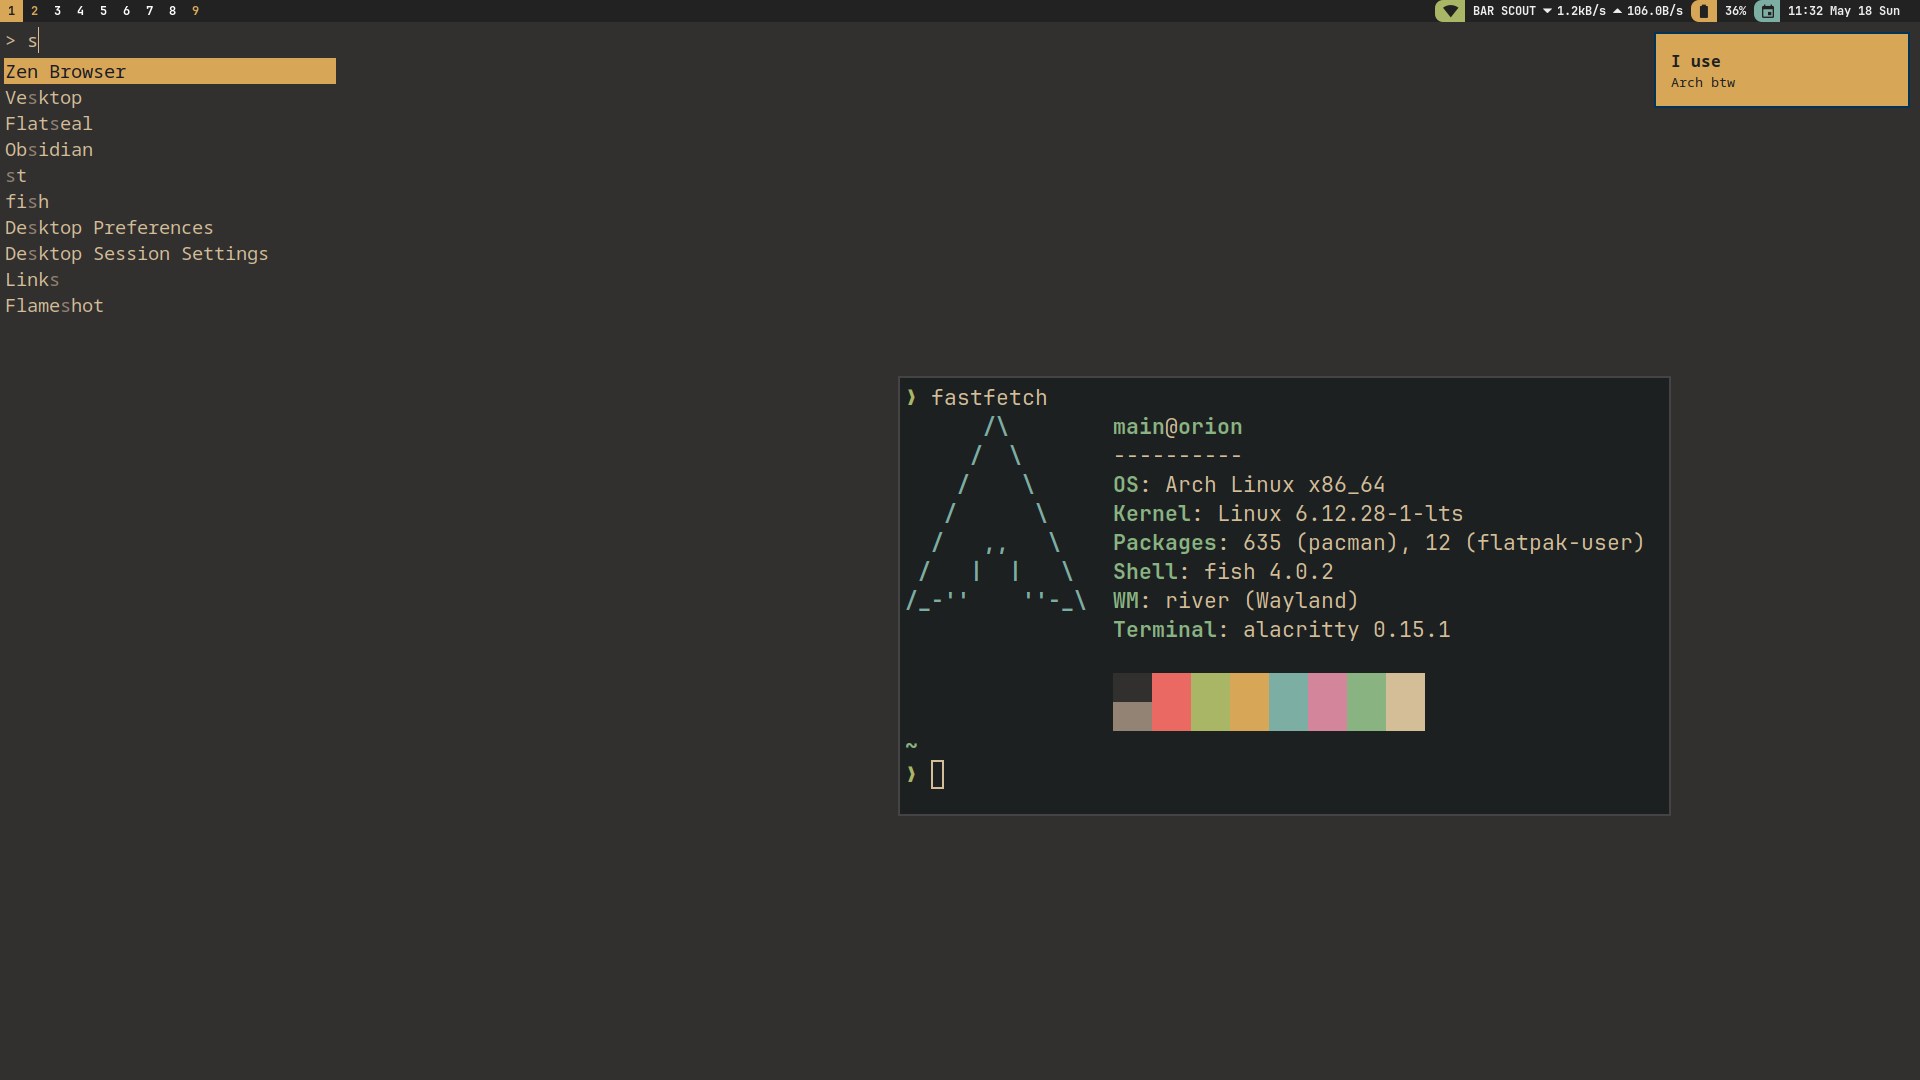 1 2 3 4 5 6 7 8 9
BAR SCOUT 1.2kB/s 106.0B/s 36% 11:32 May 18 Sun
> s
Zen Browser
Vesktop
Flatseal
Obsidian
st
fish
Desktop Preferences
Desktop Session Settings
Links
Flameshot
I use
Arch btw
❱ fastfetch
main@orion
----------
OS: Arch Linux x86_64
Kernel: Linux 6.12.28-1-lts
Packages: 635 (pacman), 12 (flatpak-user)
Shell: fish 4.0.2
WM: river (Wayland)
Terminal: alacritty 0.15.1
~
❱